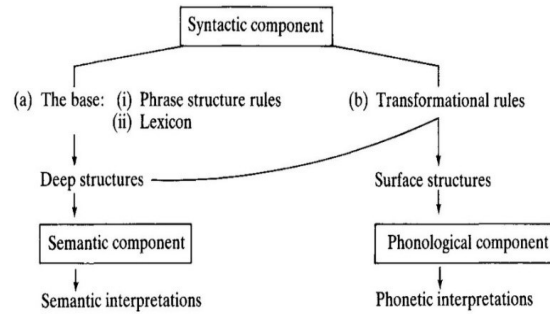 Syntactic component
(a) The base: (i) Phrase structure rules
(ii) Lexicon
(b) Transformational rules
Deep structures
Surface structures
Semantic component
Phonological component
Semantic interpretations
Phonetic interpretations